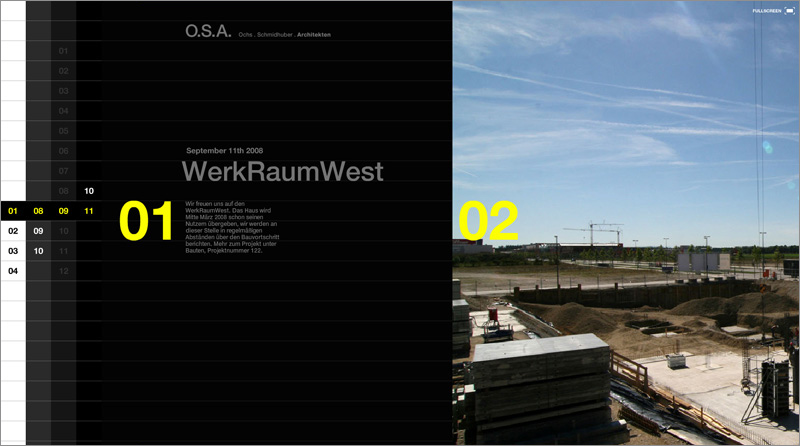 FULLSCREEN
O.S.A. Ochs . Schmidhuber . Architekten
01
02
03
04
05
06
07
08 10
01 08 09 11
02 09 10
03 10 11
04 12
September 11th 2008
WerkRaumWest
01
Wir freuen uns auf den
WerkRaumWest. Das Haus wird
Mitte März 2008 schon seinen
Nutzern übergeben, wir werden an
dieser Stelle in regelmäßigen
Abständen über den Bauvortschritt
berichten. Mehr zum Projekt unter
Bauten, Projektnummer 122.
02